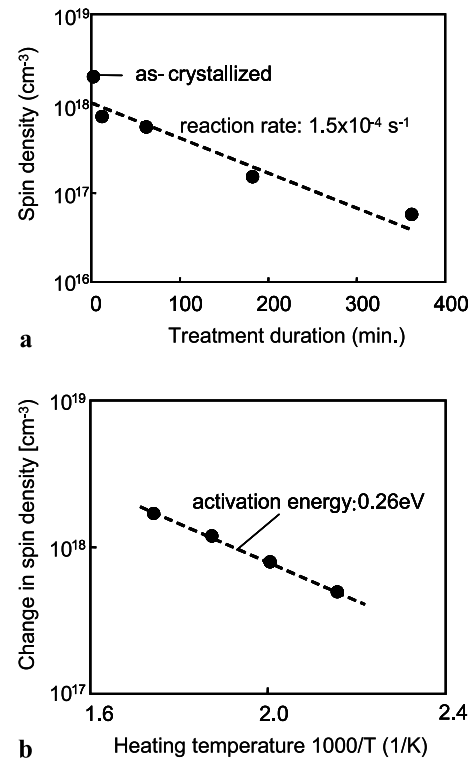 10¹⁹
Spin density (cm⁻³)
as-crystallized
10¹⁸
reaction rate: 1.5x10⁻⁴ s⁻¹
10¹⁷
10¹⁶
0 100 200 300 400
Treatment duration (min.)
a
10¹⁹
Change in spin density [cm⁻³]
activation energy:0.26eV
10¹⁸
10¹⁷
1.6 2.0 2.4
Heating temperature 1000/T (1/K)
b